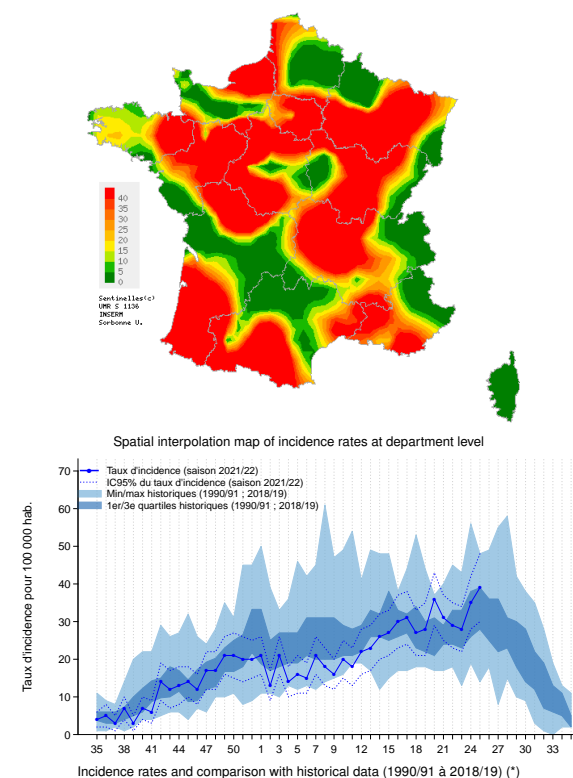 40
35
30
25
20
15
10
5
0
Sentinelles(c)
UMR S 1136
INSERM
Sorbonne U.
Spatial interpolation map of incidence rates at department level
Taux d'incidence (saison 2021/22)
IC95% du taux d'incidence (saison 2021/22)
Min/max historiques (1990/91 ; 2018/19)
1er/3e quartiles historiques (1990/91 ; 2018/19)
Taux d'incidence pour 100 000 hab.
70
60
50
40
30
20
10
0
35 38 41 44 47 50 1 3 5 7 9 12 15 18 21 24 27 30 33
Incidence rates and comparison with historical data (1990/91 à 2018/19) (*)